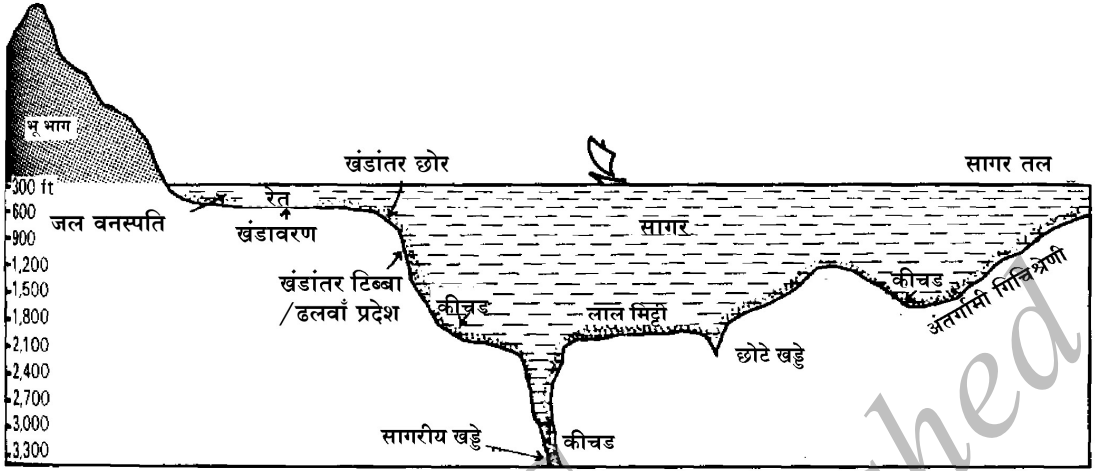 भू भाग
खंडांतर छोर
सागर तल
300 ft
600
900
1,200
1,500
1,800
2,100
2,400
2,700
3,000
3,300
रेत
जल वनस्पति
खंडावरण
सागर
खंडांतर टिब्बा
/ढलवाँ प्रदेश
कीचड
कीचड
लाल मिट्टी
छोटे खड्डे
अंतर्गामी गिचिश्रेणी
सागरीय खड्डे
कीचड
hed